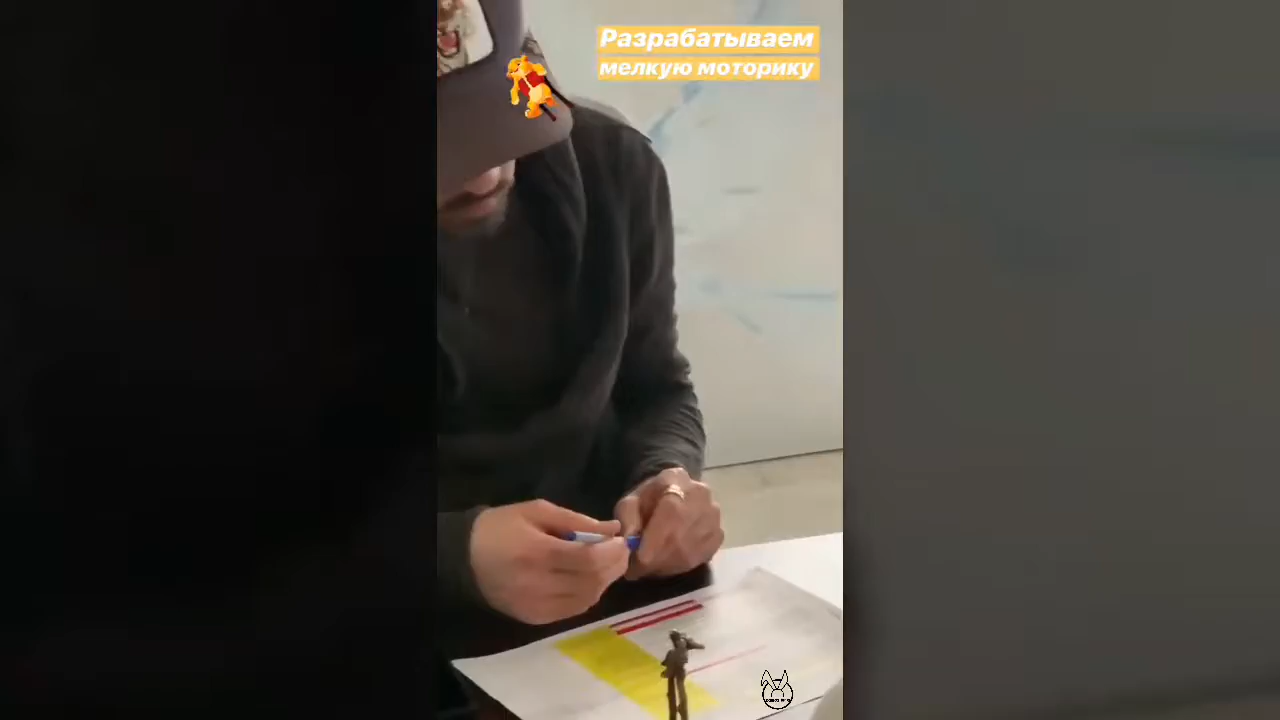 Разрабатываем
мелкую моторику